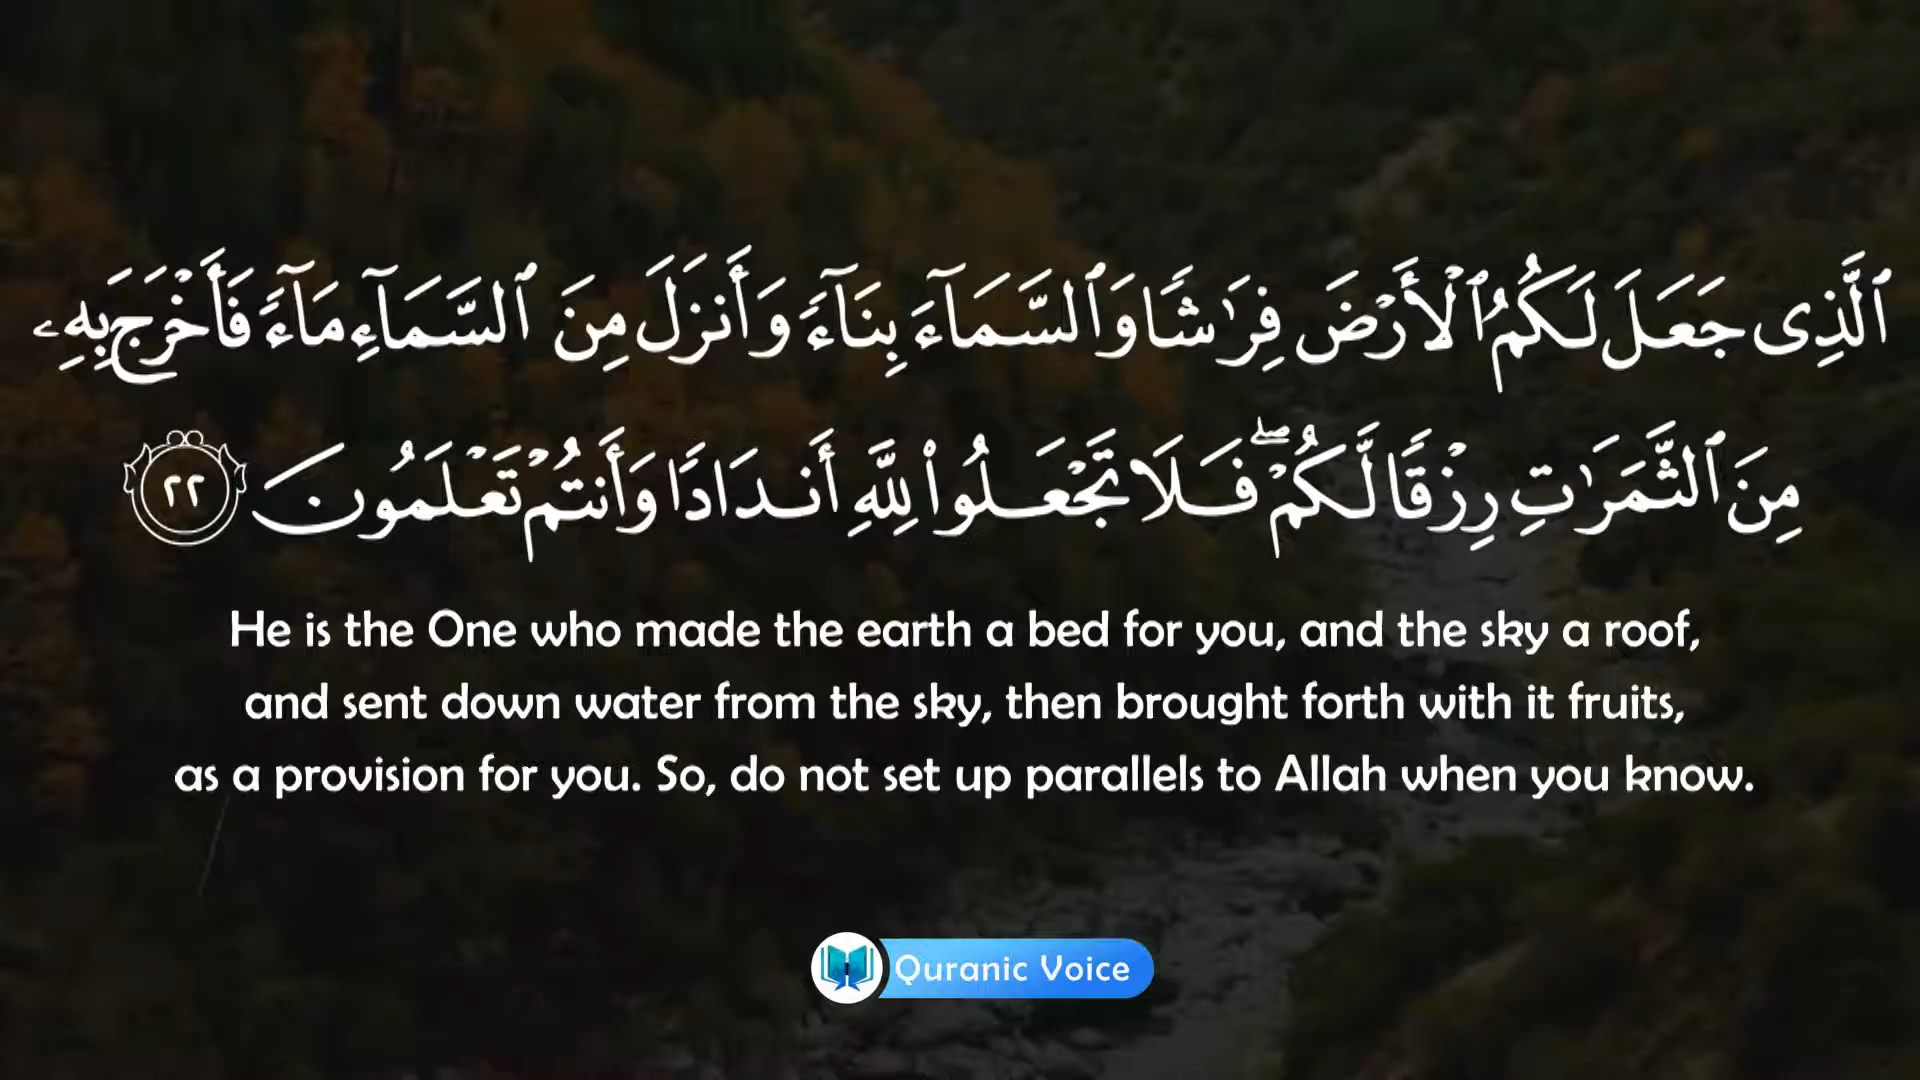 ٱلَّذِى جَعَلَ لَكُمُ ٱلْأَرْضَ فِرَٰشًا وَٱلسَّمَآءَ بِنَآءً وَأَنزَلَ مِنَ ٱلسَّمَآءِ مَآءً فَأَخْرَجَ بِهِۦ
مِنَ ٱلثَّمَرَٰتِ رِزْقًا لَّكُمْ ۖ فَلَا تَجْعَلُوا۟ لِلَّهِ أَندَادًا وَأَنتُمْ تَعْلَمُونَ ٢٢
He is the One who made the earth a bed for you, and the sky a roof,
and sent down water from the sky, then brought forth with it fruits,
as a provision for you. So, do not set up parallels to Allah when you know.
Quranic Voice